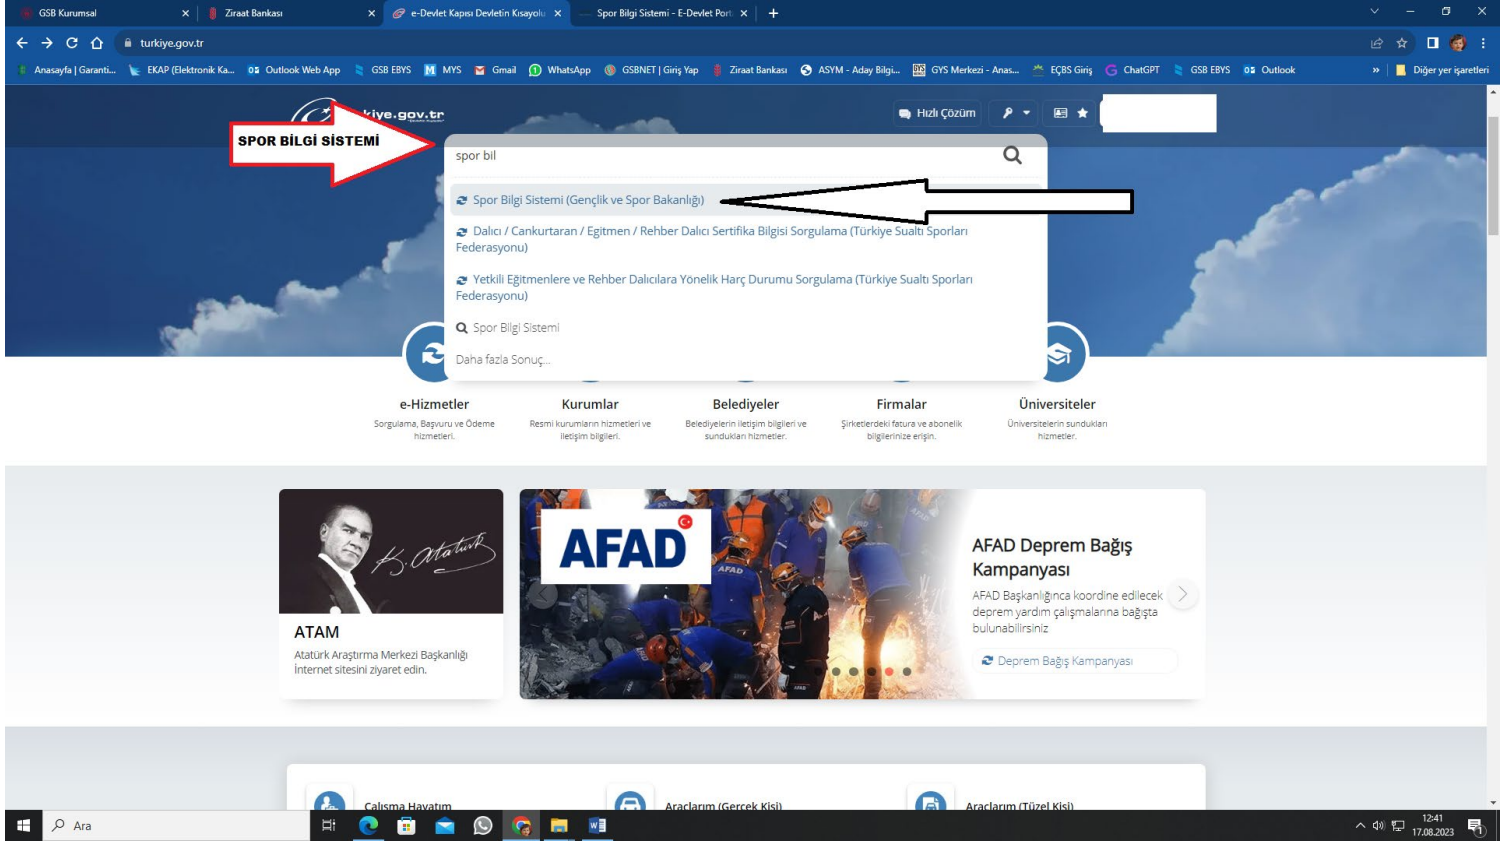 GSB Kurumsal
Ziraat Bankası
e-Devlet Kapısı Devletin Kısayolu
Spor Bilgi Sistemi - E-Devlet Port
turkiye.gov.tr
Anasayfa | Garanti...
EKAP (Elektronik Ka...
Outlook Web App
GSB EBYS
MYS
Gmail
WhatsApp
GSBNET | Giriş Yap
Ziraat Bankası
ASYM - Aday Bilgi...
GYS Merkezi - Anas...
EÇBS Giriş
ChatGPT
GSB EBYS
Outlook
»
Diğer yer işaretleri
kiye.gov.tr
Hızlı Çözüm
SPOR BİLGİ SİSTEMİ
spor bil
Spor Bilgi Sistemi (Gençlik ve Spor Bakanlığı)
Dalıcı / Cankurtaran / Egitmen / Rehber Dalıcı Sertifika Bilgisi Sorgulama (Türkiye Sualtı Sporları
Federasyonu)
Yetkili Eğitmenlere ve Rehber Dalıcılara Yönelik Harç Durumu Sorgulama (Türkiye Sualtı Sporları
Federasyonu)
Spor Bilgi Sistemi
Daha fazla Sonuç...
e-Hizmetler
Sorgulama, Başvuru ve Ödeme
hizmetleri.
Kurumlar
Resmi kurumların hizmetleri ve
iletişim bilgileri.
Belediyeler
Belediyelerin iletişim bilgileri ve
sundukları hizmetler.
Firmalar
Şirketlerdeki fatura ve abonelik
bilgilerinize erişin.
Üniversiteler
Üniversitelerin sundukları
hizmetler.
K. Atatürk
ATAM
Atatürk Araştırma Merkezi Başkanlığı
İnternet sitesini ziyaret edin.
AFAD
AFAD
AFAD Deprem Bağış
Kampanyası
AFAD Başkanlığınca koordine edilecek
deprem yardım çalışmalarına bağışta
bulunabilirsiniz
Deprem Bağış Kampanyası
Çalışma Hayatım
Araçlarım (Gerçek Kişi)
Araçlarım (Tüzel Kişi)
Ara
12:41
17.08.2023